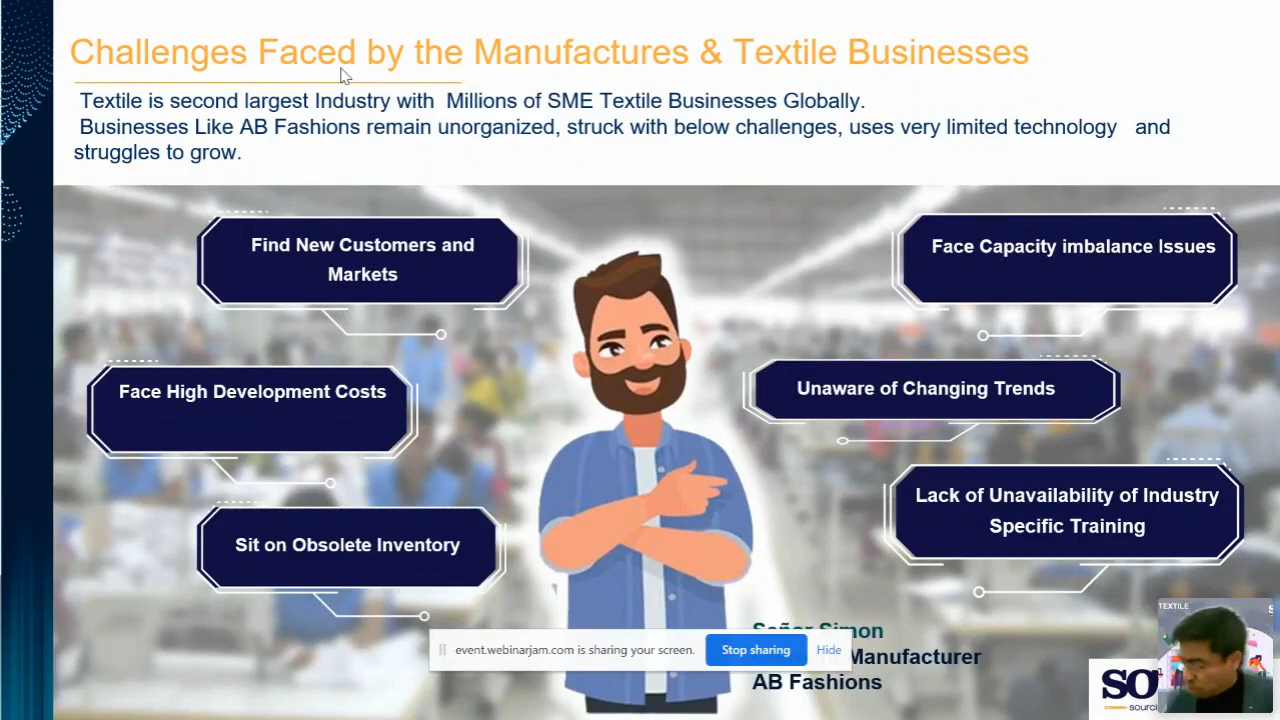 Challenges Faced by the Manufactures & Textile Businesses
Textile is second largest Industry with Millions of SME Textile Businesses Globally.
Businesses Like AB Fashions remain unorganized, struck with below challenges, uses very limited technology and
struggles to grow.
Find New Customers and
Markets
Face Capacity imbalance Issues
Face High Development Costs
Unaware of Changing Trends
Lack of Unavailability of Industry
Specific Training
Sit on Obsolete Inventory
Señor Simon
Manufacturer
AB Fashions
event.webinarjam.com is sharing your screen.
Stop sharing
Hide
TEXTILE
SO